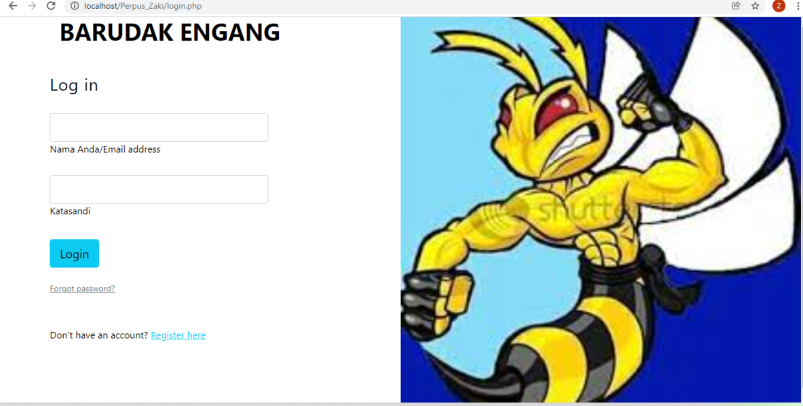 localhost/Perpus_Zaki/login.php
Z
BARUDAK ENGANG
Log in
Nama Anda/Email address
Katasandi
Login
Forgot password?
Don't have an account? Register here